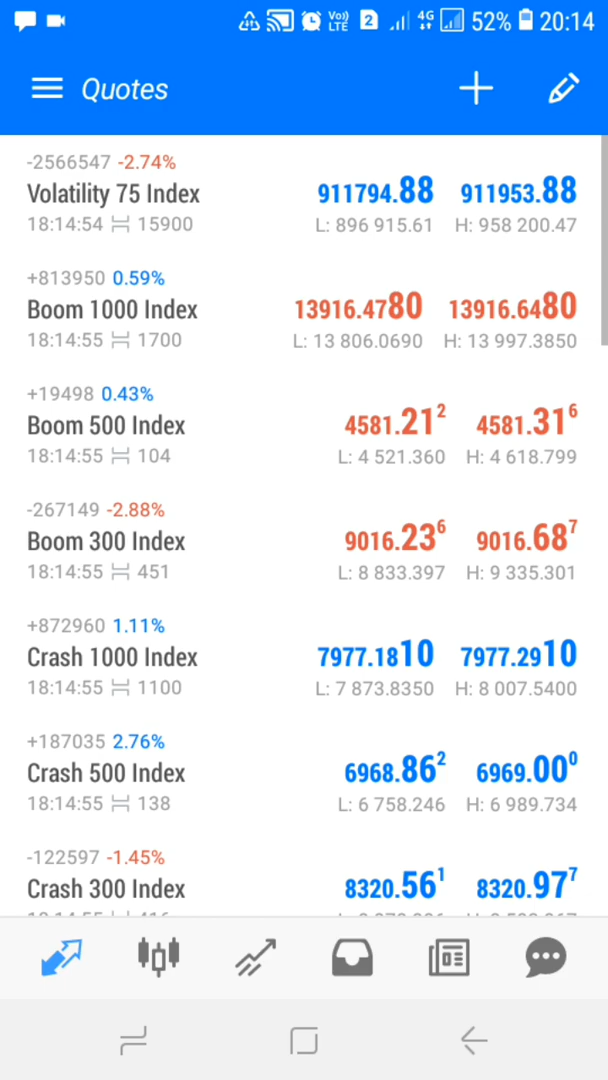 Vo)) LTE 2 4G 52% 20:14
Quotes
-2566547 -2.74%
Volatility 75 Index 911794.88 911953.88
18:14:54 15900 L: 896 915.61 H: 958 200.47
+813950 0.59%
Boom 1000 Index 13916.4780 13916.6480
18:14:55 1700 L: 13 806.0690 H: 13 997.3850
+19498 0.43%
Boom 500 Index 4581.212 4581.316
18:14:55 104 L: 4 521.360 H: 4 618.799
-267149 -2.88%
Boom 300 Index 9016.236 9016.687
18:14:55 451 L: 8 833.397 H: 9 335.301
+872960 1.11%
Crash 1000 Index 7977.1810 7977.2910
18:14:55 1100 L: 7 873.8350 H: 8 007.5400
+187035 2.76%
Crash 500 Index 6968.862 6969.000
18:14:55 138 L: 6 758.246 H: 6 989.734
-122597 -1.45%
Crash 300 Index 8320.561 8320.977